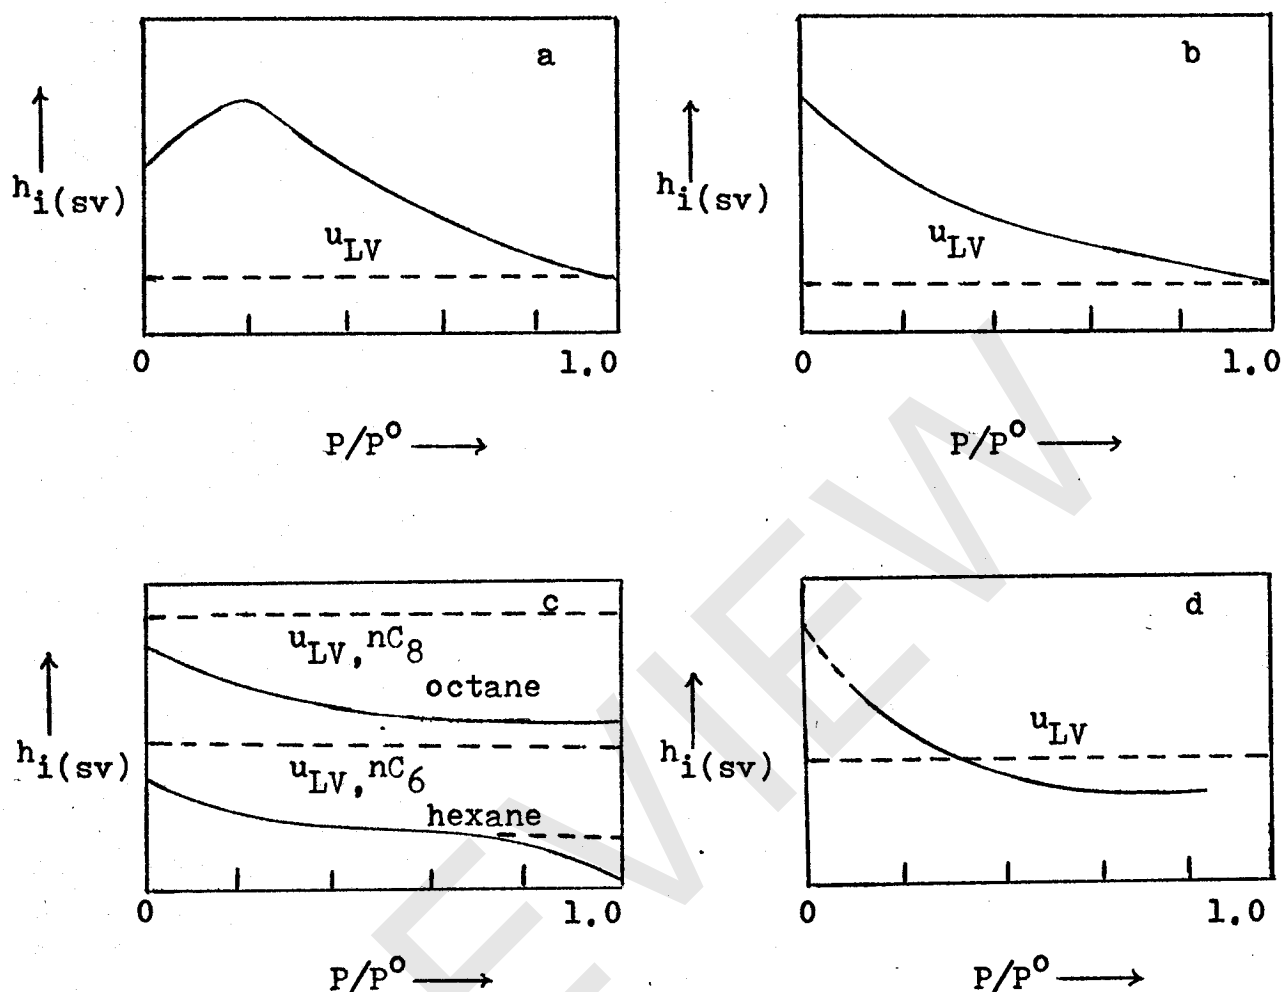 a
h_i(sv)
u_LV
0 1.0
P/P° ⟶
b
h_i(sv)
u_LV
0 1.0
P/P° ⟶
c
u_LV, nC_8
octane
h_i(sv)
u_LV, nC_6
hexane
0 1.0
P/P° ⟶
d
u_LV
h_i(sv)
0 1.0
P/P° ⟶
EVIEW